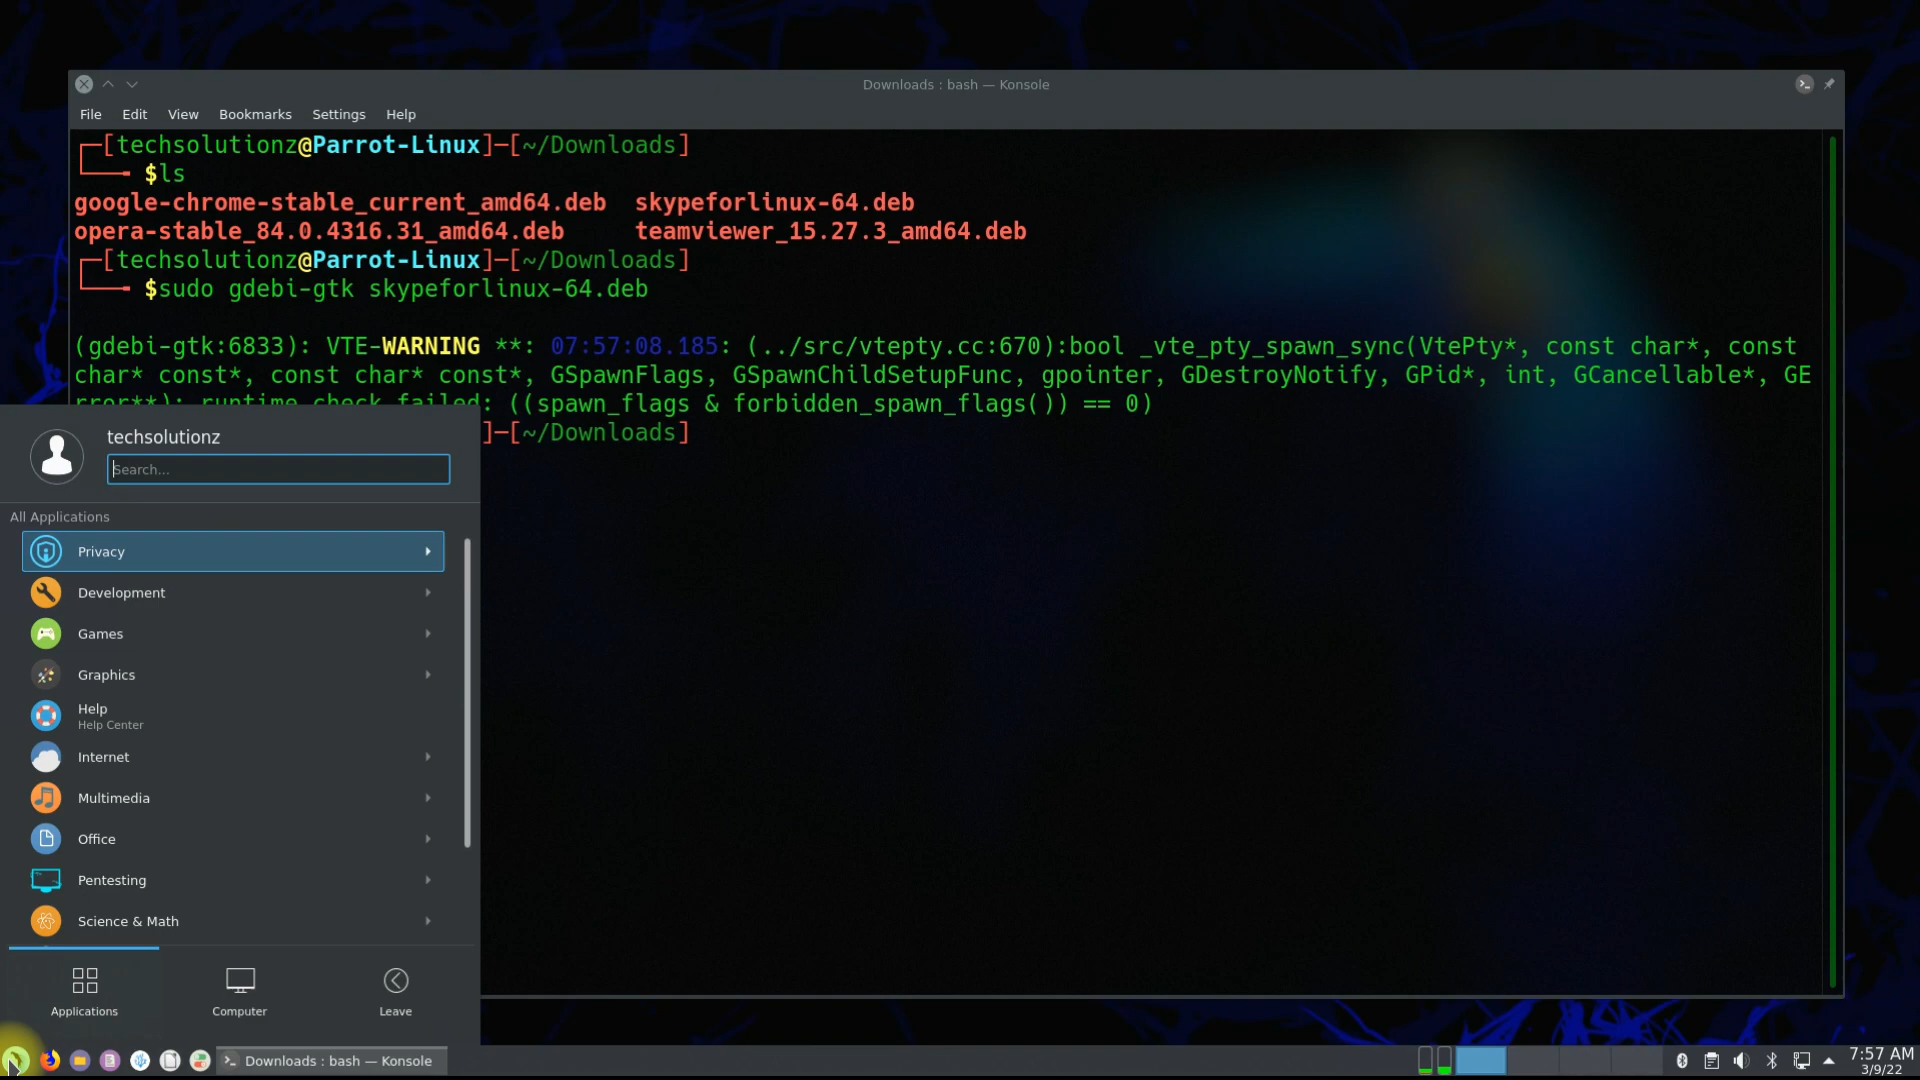 Downloads : bash — Konsole
File Edit View Bookmarks Settings Help
┌─[techsolutionz@Parrot-Linux]─[~/Downloads]
└──╼ $ls
google-chrome-stable_current_amd64.deb skypeforlinux-64.deb
opera-stable_84.0.4316.31_amd64.deb teamviewer_15.27.3_amd64.deb
┌─[techsolutionz@Parrot-Linux]─[~/Downloads]
└──╼ $sudo gdebi-gtk skypeforlinux-64.deb
(gdebi-gtk:6833): VTE-WARNING **: 07:57:08.185: (../src/vtepty.cc:670):bool _vte_pty_spawn_sync(VtePty*, const char*, const
char* const*, const char* const*, GSpawnFlags, GSpawnChildSetupFunc, gpointer, GDestroyNotify, GPid*, int, GCancellable*, GE
rror**): runtime check failed: ((spawn_flags & forbidden_spawn_flags()) == 0)
]─[~/Downloads]
techsolutionz
Search...
All Applications
Privacy
Development
Games
Graphics
Help
Help Center
Internet
Multimedia
Office
Pentesting
Science & Math
Applications Computer Leave
Downloads : bash — Konsole
7:57 AM
3/9/22